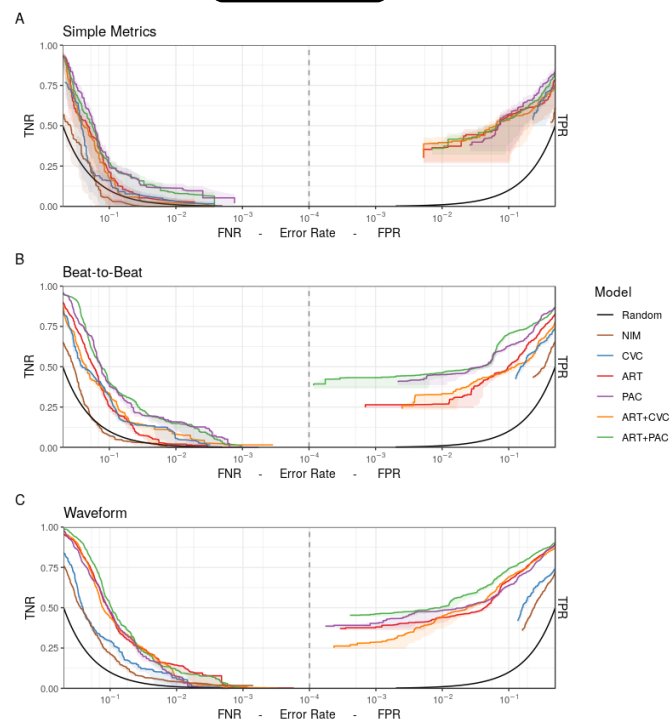 A
Simple Metrics
1.00
0.75
0.50
0.25
0.00
TNR
TPR
10⁻¹ 10⁻² 10⁻³ 10⁻⁴ 10⁻³ 10⁻² 10⁻¹
FNR - Error Rate - FPR
B
Beat-to-Beat
1.00
0.75
0.50
0.25
0.00
TNR
TPR
10⁻¹ 10⁻² 10⁻³ 10⁻⁴ 10⁻³ 10⁻² 10⁻¹
FNR - Error Rate - FPR
Model
Random
NIM
CVC
ART
PAC
ART+CVC
ART+PAC
C
Waveform
1.00
0.75
0.50
0.25
0.00
TNR
TPR
10⁻¹ 10⁻² 10⁻³ 10⁻⁴ 10⁻³ 10⁻² 10⁻¹
FNR - Error Rate - FPR